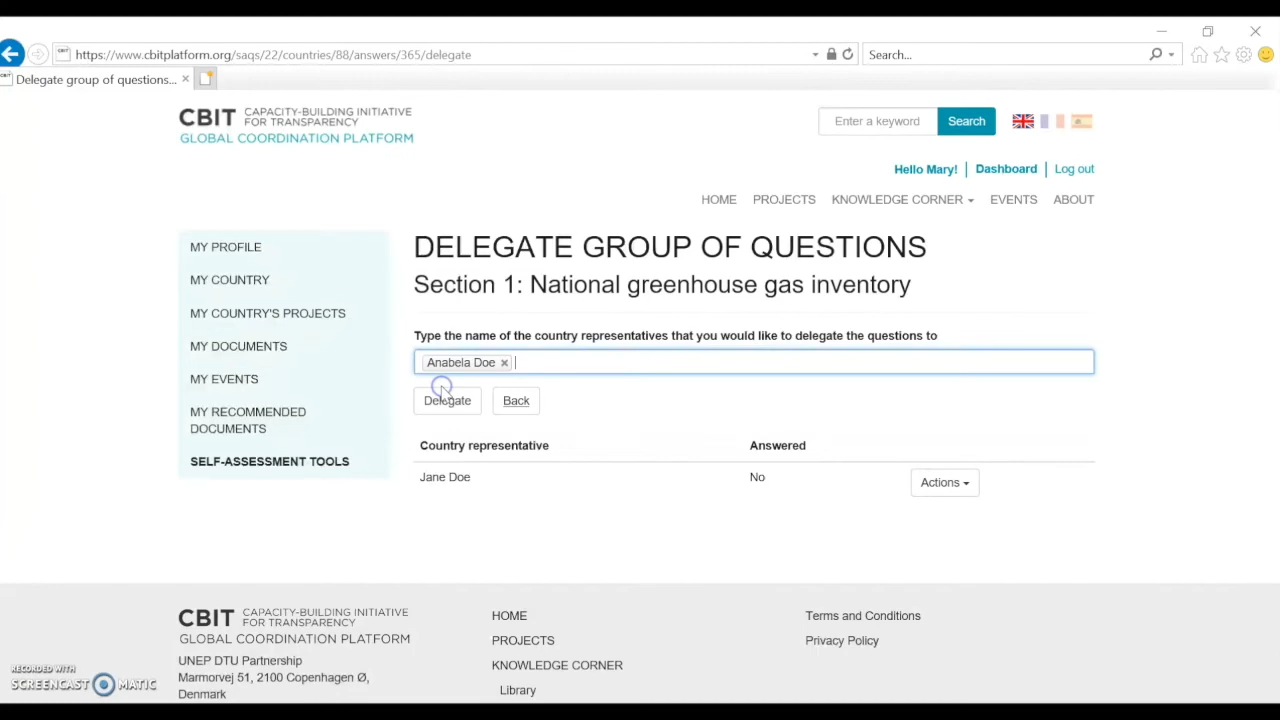 https://www.cbitplatform.org/saqs/22/countries/88/answers/365/delegate
Search...
Delegate group of questions...
CBIT CAPACITY-BUILDING INITIATIVE
FOR TRANSPARENCY
GLOBAL COORDINATION PLATFORM
Enter a keyword
Search
Hello Mary!
Dashboard
Log out
HOME
PROJECTS
KNOWLEDGE CORNER
EVENTS
ABOUT
MY PROFILE
MY COUNTRY
MY COUNTRY'S PROJECTS
MY DOCUMENTS
MY EVENTS
MY RECOMMENDED
DOCUMENTS
SELF-ASSESSMENT TOOLS
DELEGATE GROUP OF QUESTIONS
Section 1: National greenhouse gas inventory
Type the name of the country representatives that you would like to delegate the questions to
Anabela Doe ×
Delegate
Back
Country representative
Answered
Jane Doe
No
Actions
CBIT CAPACITY-BUILDING INITIATIVE
FOR TRANSPARENCY
GLOBAL COORDINATION PLATFORM
UNEP DTU Partnership
Marmorvej 51, 2100 Copenhagen Ø,
Denmark
HOME
PROJECTS
KNOWLEDGE CORNER
Library
Terms and Conditions
Privacy Policy
RECORDED WITH
SCREENCAST MATIC